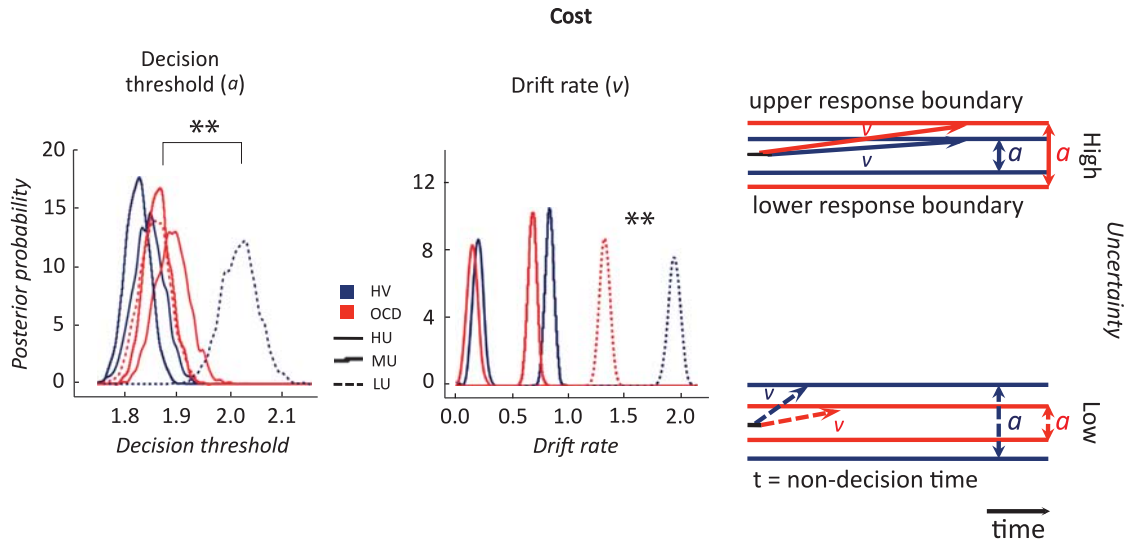 Cost
Decision
threshold (a)
**
20
15
10
5
0
Posterior probability
1.8
1.9
2.0
2.1
Decision threshold
HV
OCD
HU
MU
LU
Drift rate (v)
**
12
8
4
0
0.0
0.5
1.0
1.5
2.0
Drift rate
upper response boundary
v
v
a
a
High
lower response boundary
Uncertainty
v
v
a
a
Low
t = non-decision time
time